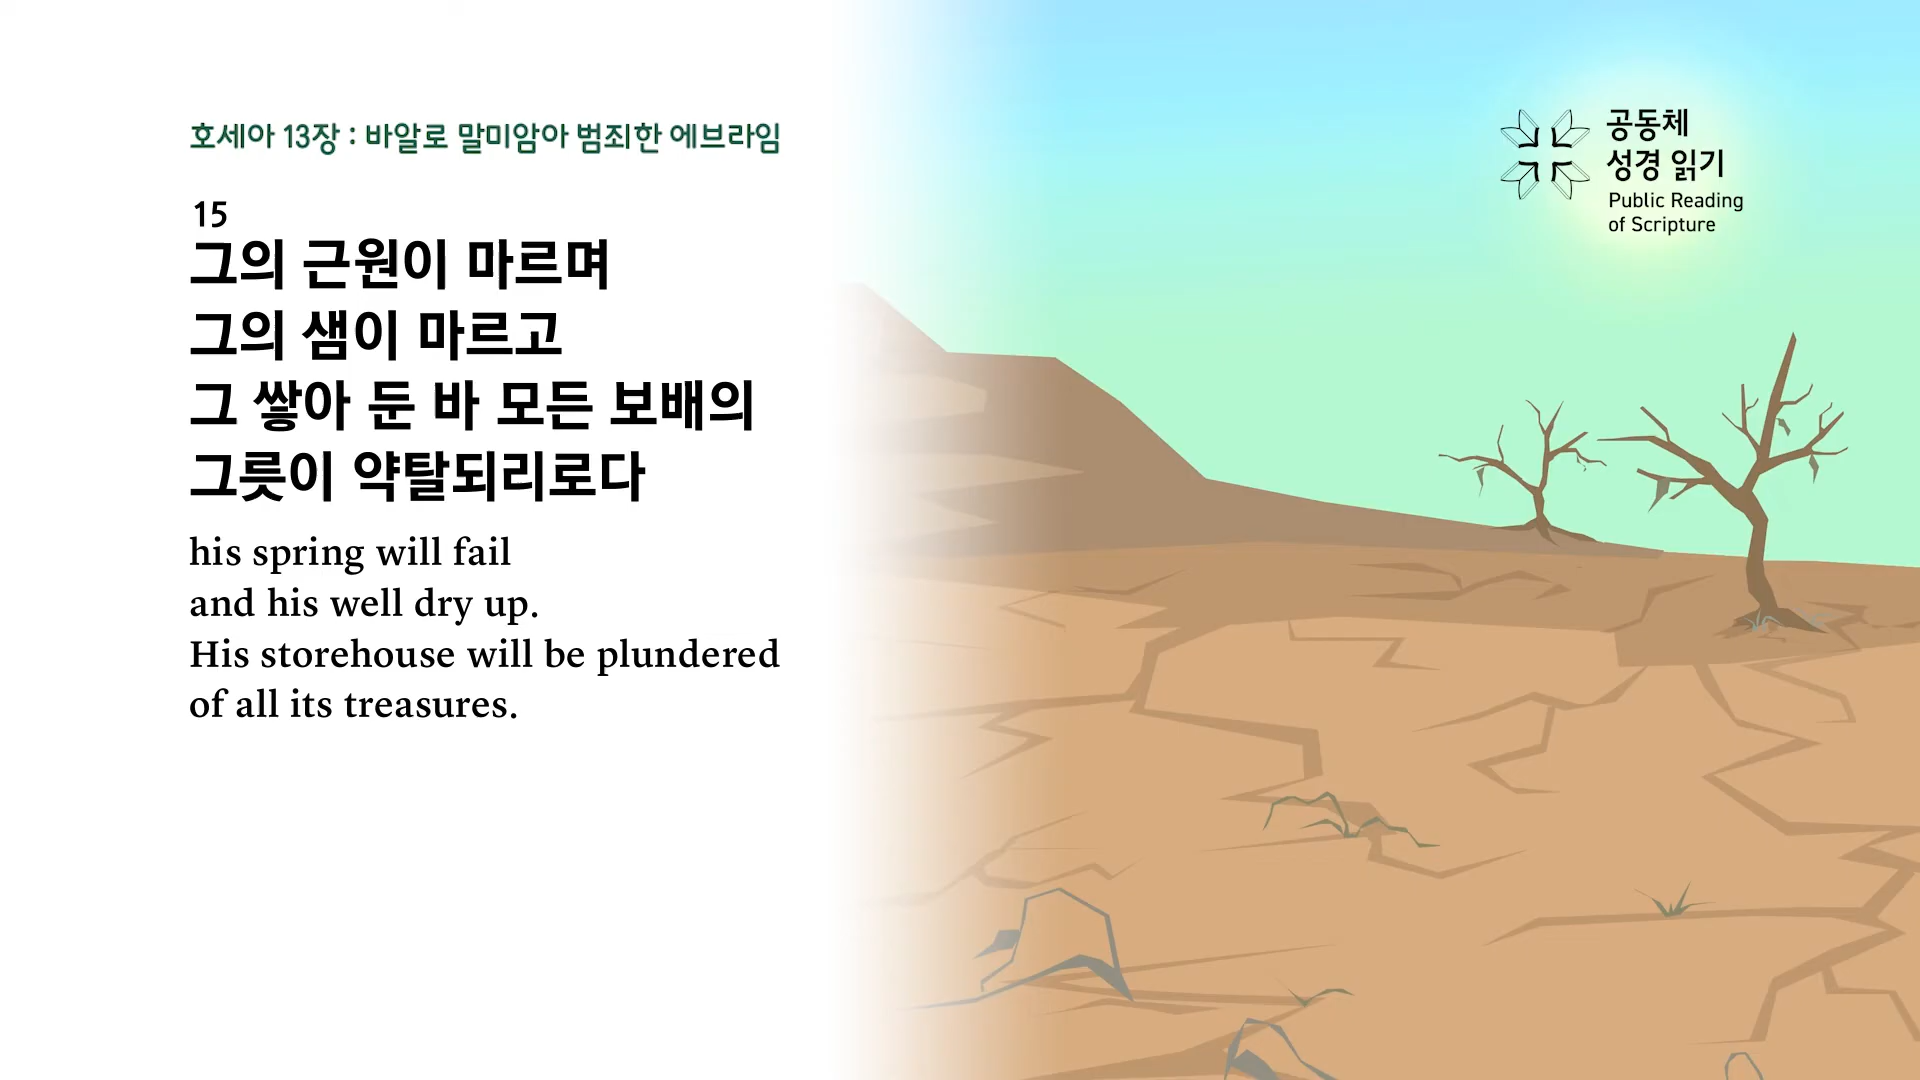 호세아 13장 : 바알로 말미암아 범죄한 에브라임
15
그의 근원이 마르며
그의 샘이 마르고
그 쌓아 둔 바 모든 보배의
그릇이 약탈되리로다
his spring will fail
and his well dry up.
His storehouse will be plundered
of all its treasures.
공동체
성경 읽기
Public Reading
of Scripture